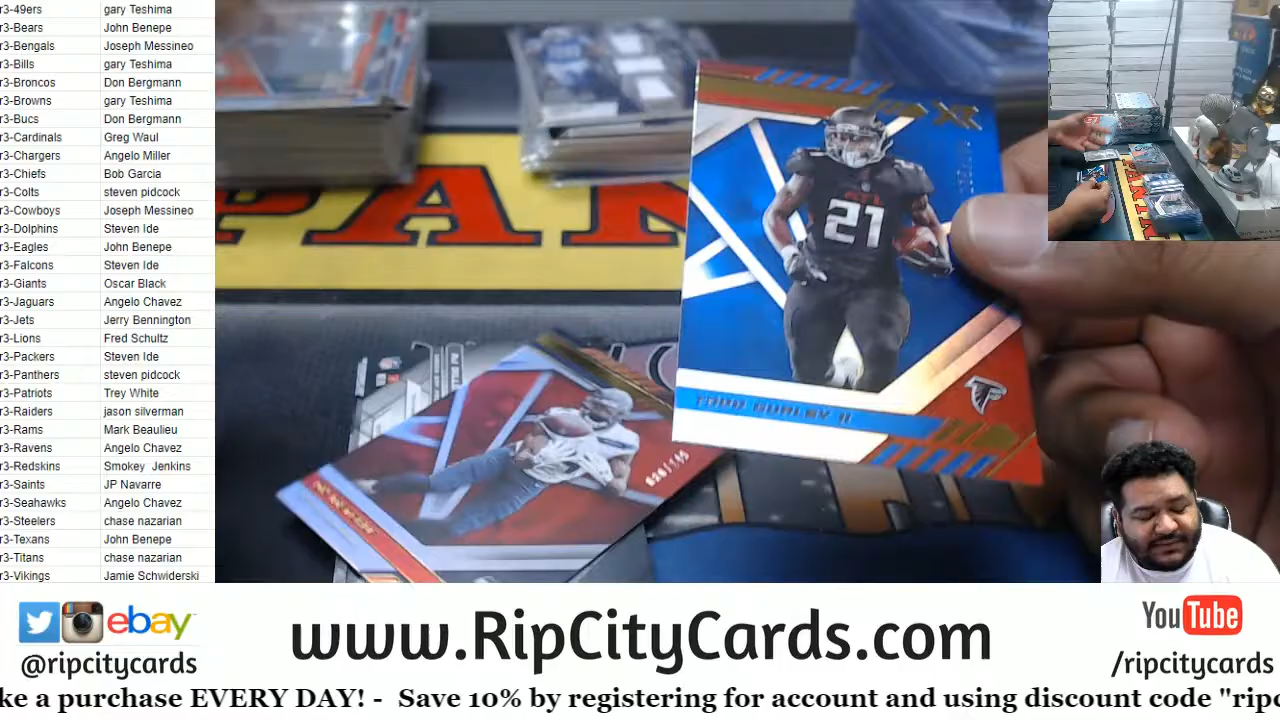 r3-49ers gary Teshima
r3-Bears John Benepe
r3-Bengals Joseph Messineo
r3-Bills gary Teshima
r3-Broncos Don Bergmann
r3-Browns gary Teshima
r3-Bucs Don Bergmann
r3-Cardinals Greg Waul
r3-Chargers Angelo Miller
r3-Chiefs Bob Garcia
r3-Colts steven pidcock
r3-Cowboys Joseph Messineo
r3-Dolphins Steven Ide
r3-Eagles John Benepe
r3-Falcons Steven Ide
r3-Giants Oscar Black
r3-Jaguars Angelo Chavez
r3-Jets Jerry Bennington
r3-Lions Fred Schultz
r3-Packers Steven Ide
r3-Panthers steven pidcock
r3-Patriots Trey White
r3-Raiders jason silverman
r3-Rams Mark Beaulieu
r3-Ravens Angelo Chavez
r3-Redskins Smokey Jenkins
r3-Saints JP Navarre
r3-Seahawks Angelo Chavez
r3-Steelers chase nazarian
r3-Texans John Benepe
r3-Titans chase nazarian
r3-Vikings Jamie Schwiderski
PAN
XR
21
TODD GURLEY II
ebay
@ripcitycards
www.RipCityCards.com
YouTube
/ripcitycards
ke a purchase EVERY DAY! - Save 10% by registering for account and using discount code "ripc